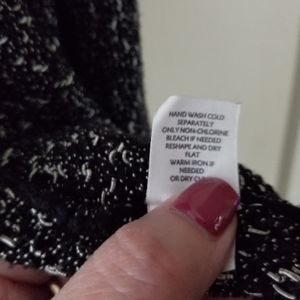 HAND WASH COLD
SEPARATELY
ONLY NON-CHLORINE
BLEACH IF NEEDED
RESHAPE AND DRY
FLAT
WARM IRON IF
NEEDED
OR DRY